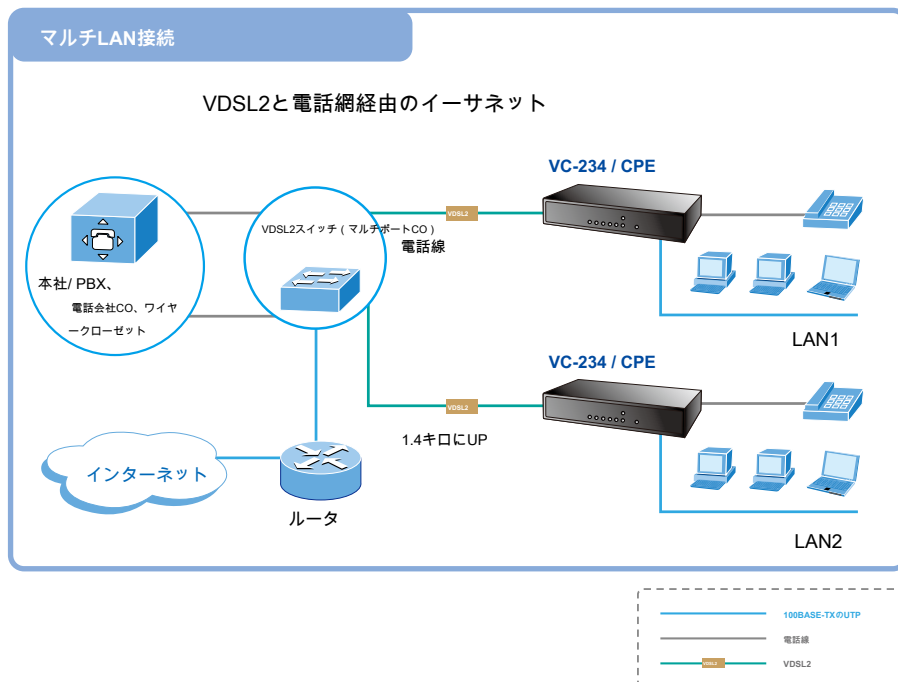 マルチLAN接続
VDSL2と電話網経由のイーサネット
VC-234 / CPE
VDSL2
VDSL2スイッチ ( マルチポートCO )
電話線
本社/ PBX、
電話会社CO、ワイヤ
ークローゼット
LAN1
VC-234 / CPE
VDSL2
1.4キロにUP
インターネット
ルータ
LAN2
100BASE-TXのUTP
電話線
VDSL2
VDSL2